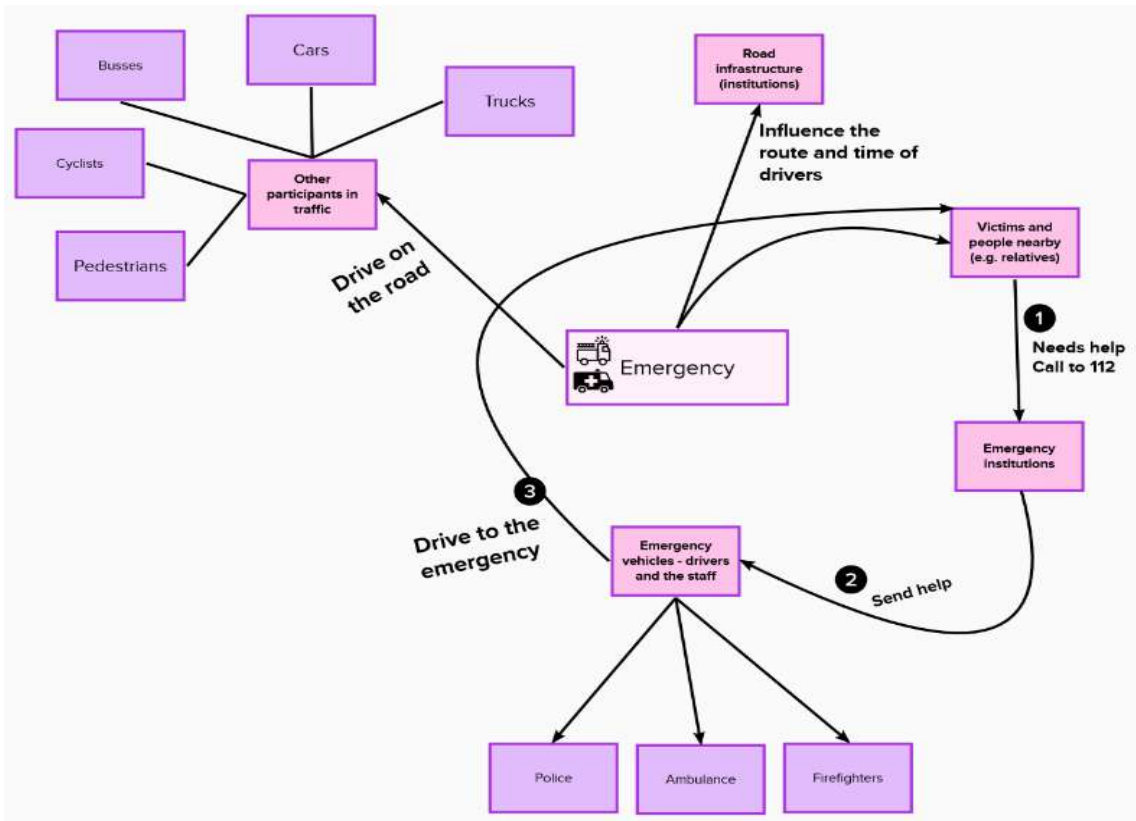 Busses
Cars
Trucks
Cyclists
Pedestrians
Other
participants in
traffic
Road
infrastructure
(institutions)
Influence the
route and time of
drivers
Drive on
the road
Victims and
people nearby
(e.g. relatives)
1
Needs help
Call to 112
Emergency
Emergency
institutions
3
Drive to the
emergency
Emergency
vehicles - drivers
and the staff
2
Send help
Police
Ambulance
Firefighters